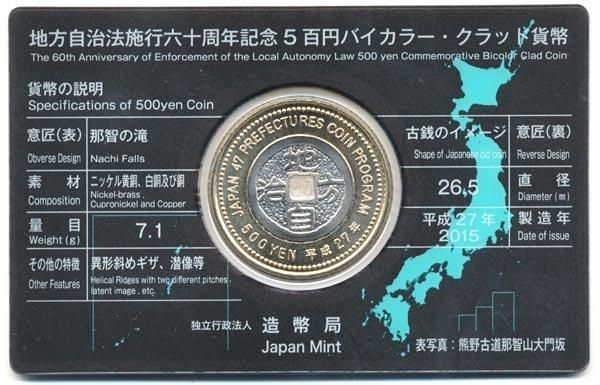 地方自治法施行六十周年記念5百円バイカラー・クラッド貨幣
The 60th Anniversary of Enforcement of the Local Autonomy Law 500 yen Commemorative Bicolor Clad Coin
貨幣の説明
Specifications of 500yen Coin
意匠(表) 那智の滝
Obverse Design Nachi Falls
古銭のイメージ 意匠(裏)
Shape of Japanese old coin Reverse Design
素材 ニッケル黄銅、白銅及び銅
Composition Nickel-brass, Cupronickel and Copper
26.5 直径
Diameter (㎜)
量目 7.1
Weight (g)
平成27年 製造年
2015 Date of issue
その他の特徴 異形斜めギザ、潜像等
Other Features Helical Ridges with two different pitches, latent image, etc.
JAPAN 47 PREFECTURES COIN PROGRAM
500YEN 平成27年
地方自治
独立行政法人 造幣局
Japan Mint
表写真:熊野古道那智山大門坂